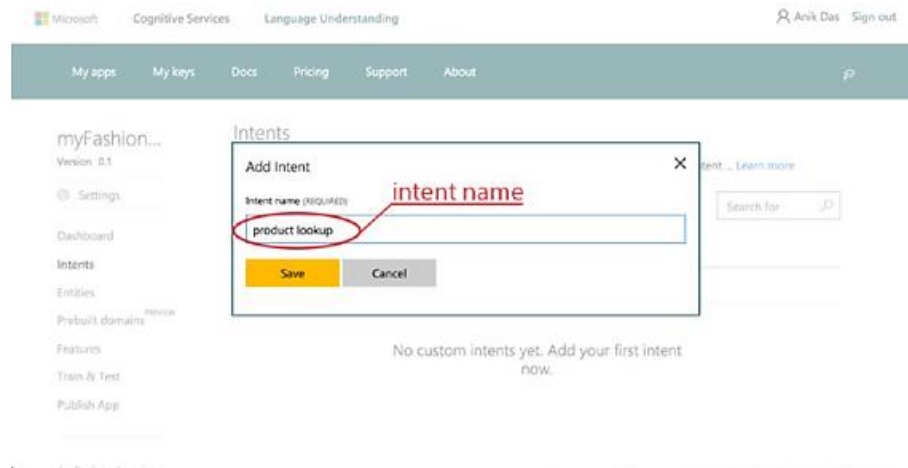 Microsoft Cognitive Services Language Understanding Anik Das Sign out
My apps My keys Docs Pricing Support About
myFashion...
Version 0.1
Settings
Dashboard
Intents
Entities
Prebuilt domains PREVIEW
Features
Train & Test
Publish App
Intents
tent ... Learn more
Search for
Add Intent
Intent name (REQUIRED)
intent name
product lookup
Save Cancel
No custom intents yet. Add your first intent
now.